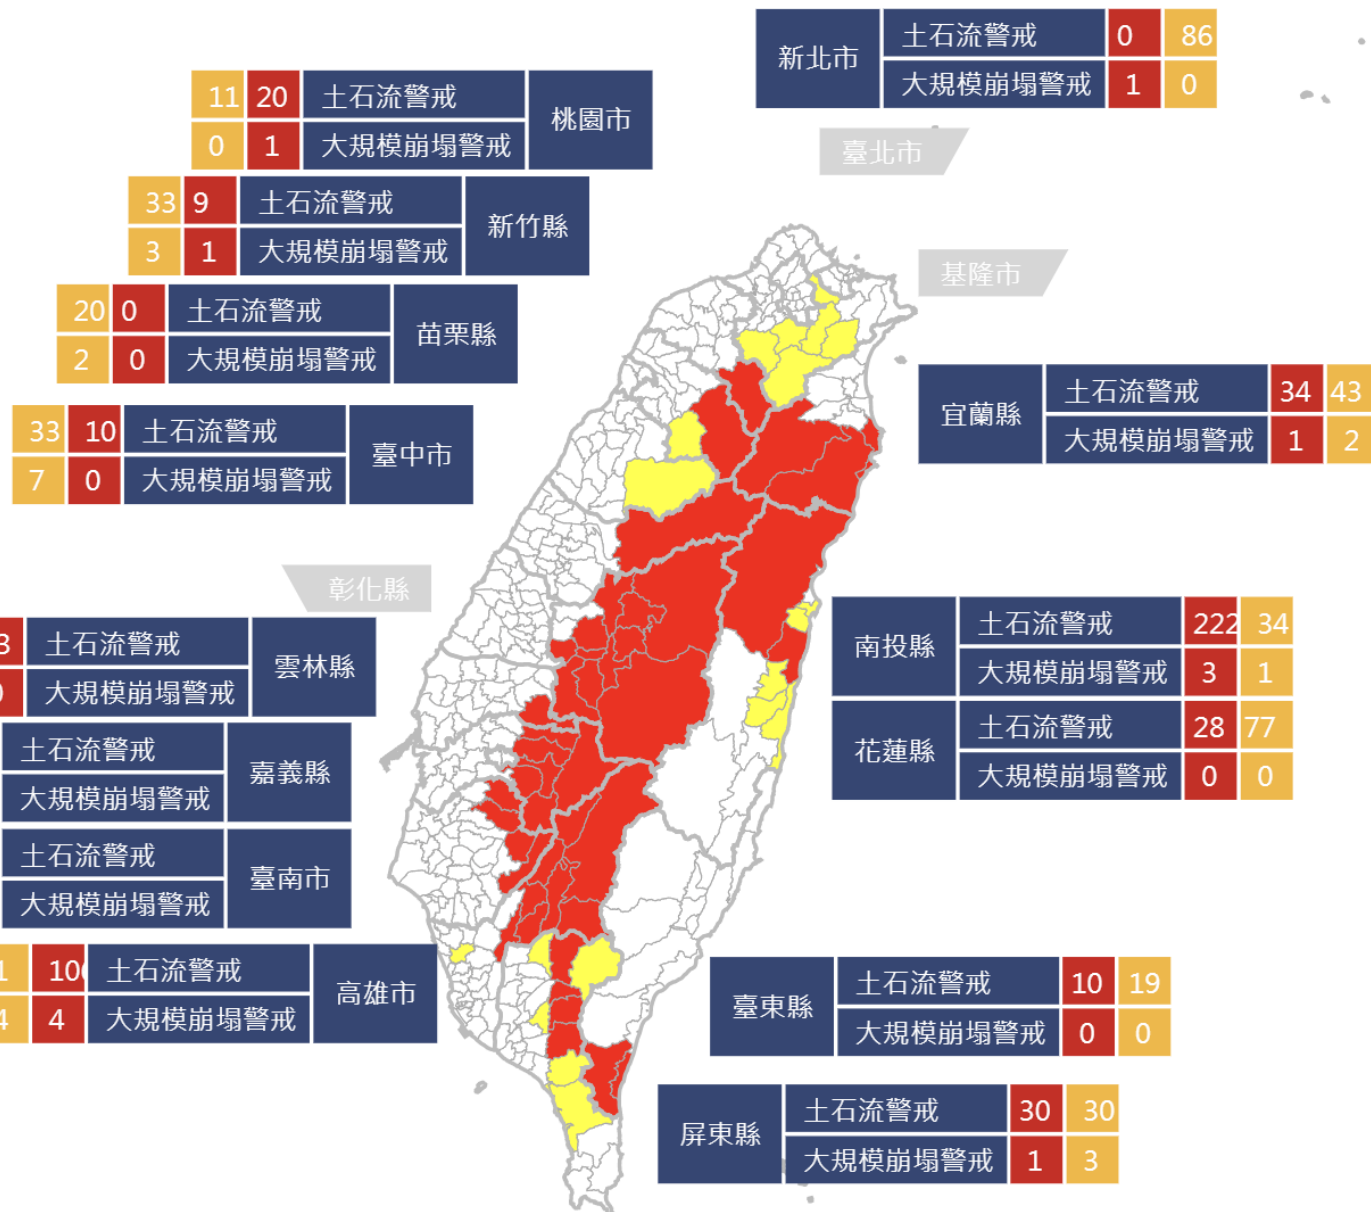 新北市
土石流警戒 0 86
大規模崩塌警戒 1 0
11 20 土石流警戒
桃園市
0 1 大規模崩塌警戒
臺北市
33 9 土石流警戒
新竹縣
3 1 大規模崩塌警戒
基隆市
20 0 土石流警戒
苗栗縣
2 0 大規模崩塌警戒
宜蘭縣
土石流警戒 34 43
大規模崩塌警戒 1 2
33 10 土石流警戒
臺中市
7 0 大規模崩塌警戒
彰化縣
土石流警戒
雲林縣
大規模崩塌警戒
南投縣
土石流警戒 222 34
大規模崩塌警戒 3 1
花蓮縣
土石流警戒 28 77
大規模崩塌警戒 0 0
土石流警戒
嘉義縣
大規模崩塌警戒
土石流警戒
臺南市
大規模崩塌警戒
土石流警戒
高雄市
4 大規模崩塌警戒
臺東縣
土石流警戒 10 19
大規模崩塌警戒 0 0
屏東縣
土石流警戒 30 30
大規模崩塌警戒 1 3